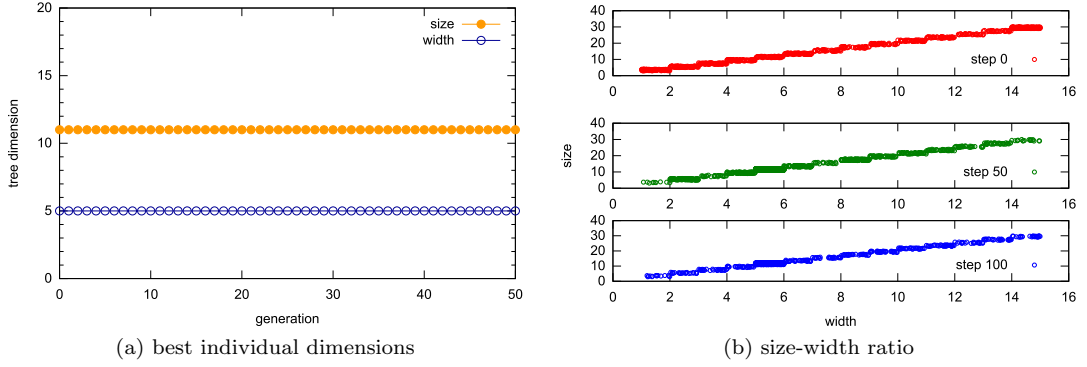 20
15
10
5
0
0 10 20 30 40 50
tree dimension
generation
size
width
(a) best individual dimensions
40
30
20
10
0
0 2 4 6 8 10 12 14 16
step 0
40
30
20
10
0
0 2 4 6 8 10 12 14 16
step 50
size
40
30
20
10
0
0 2 4 6 8 10 12 14 16
step 100
width
(b) size-width ratio